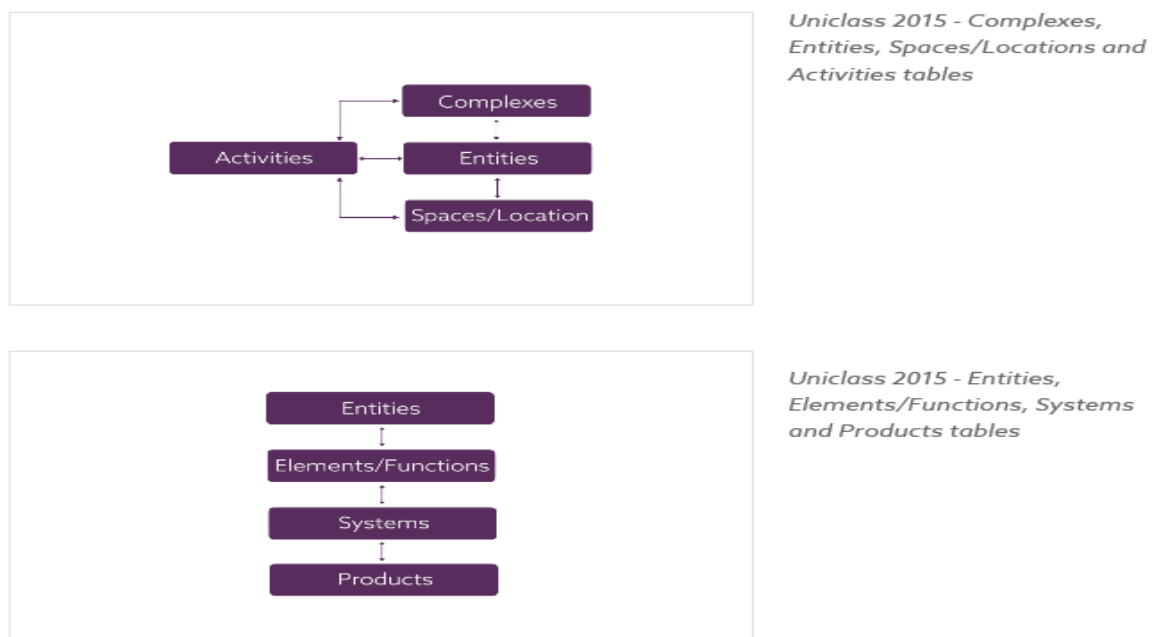 Uniclass 2015 - Complexes,
Entities, Spaces/Locations and
Activities tables
Complexes
Activities
Entities
Spaces/Location
Uniclass 2015 - Entities,
Elements/Functions, Systems
and Products tables
Entities
Elements/Functions
Systems
Products